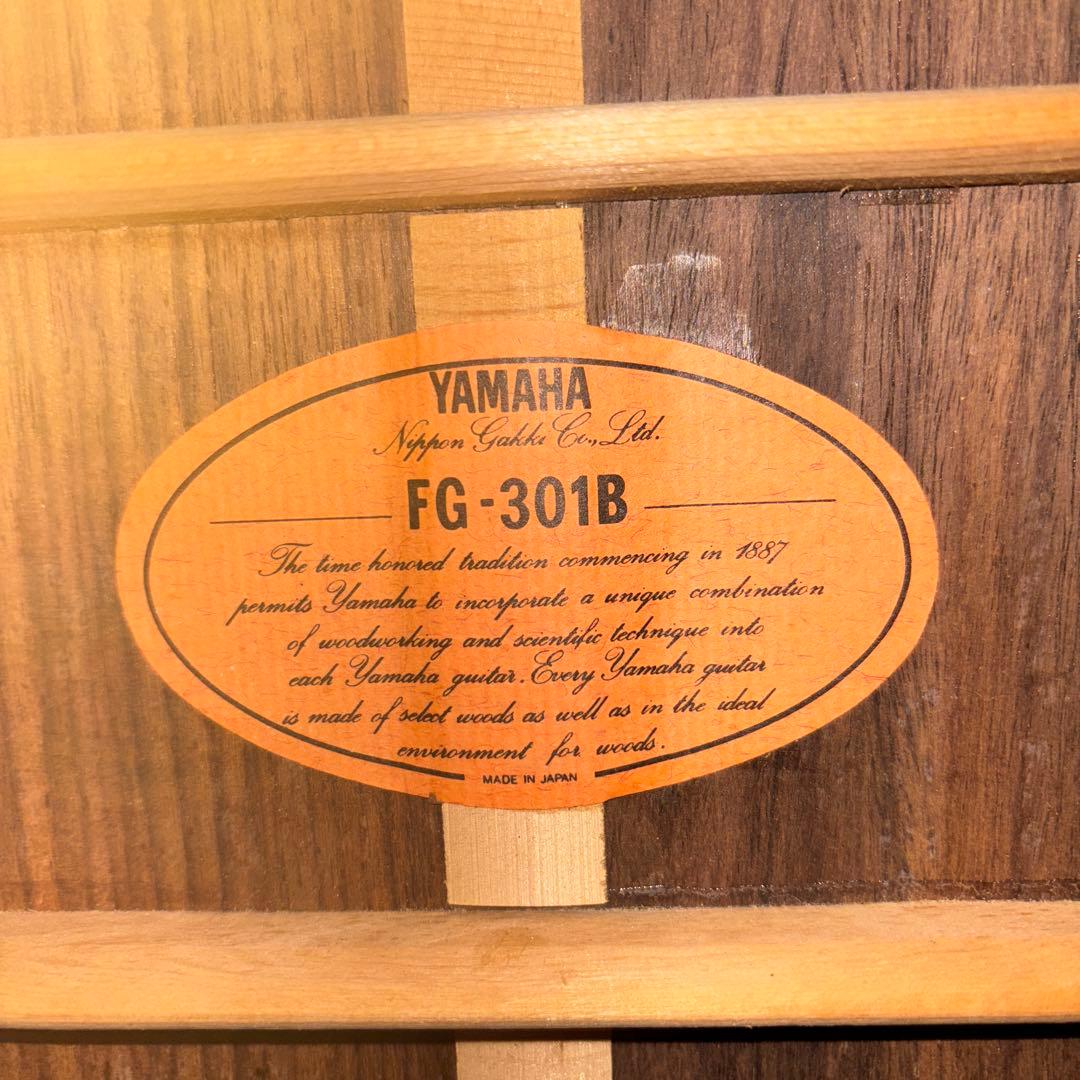 YAMAHA
Nippon Gakki Co., Ltd.
FG-301B
The time honored tradition commencing in 1887
permits Yamaha to incorporate a unique combination
of woodworking and scientific technique into
each Yamaha guitar. Every Yamaha guitar
is made of select woods as well as in the ideal
environment for woods.
MADE IN JAPAN